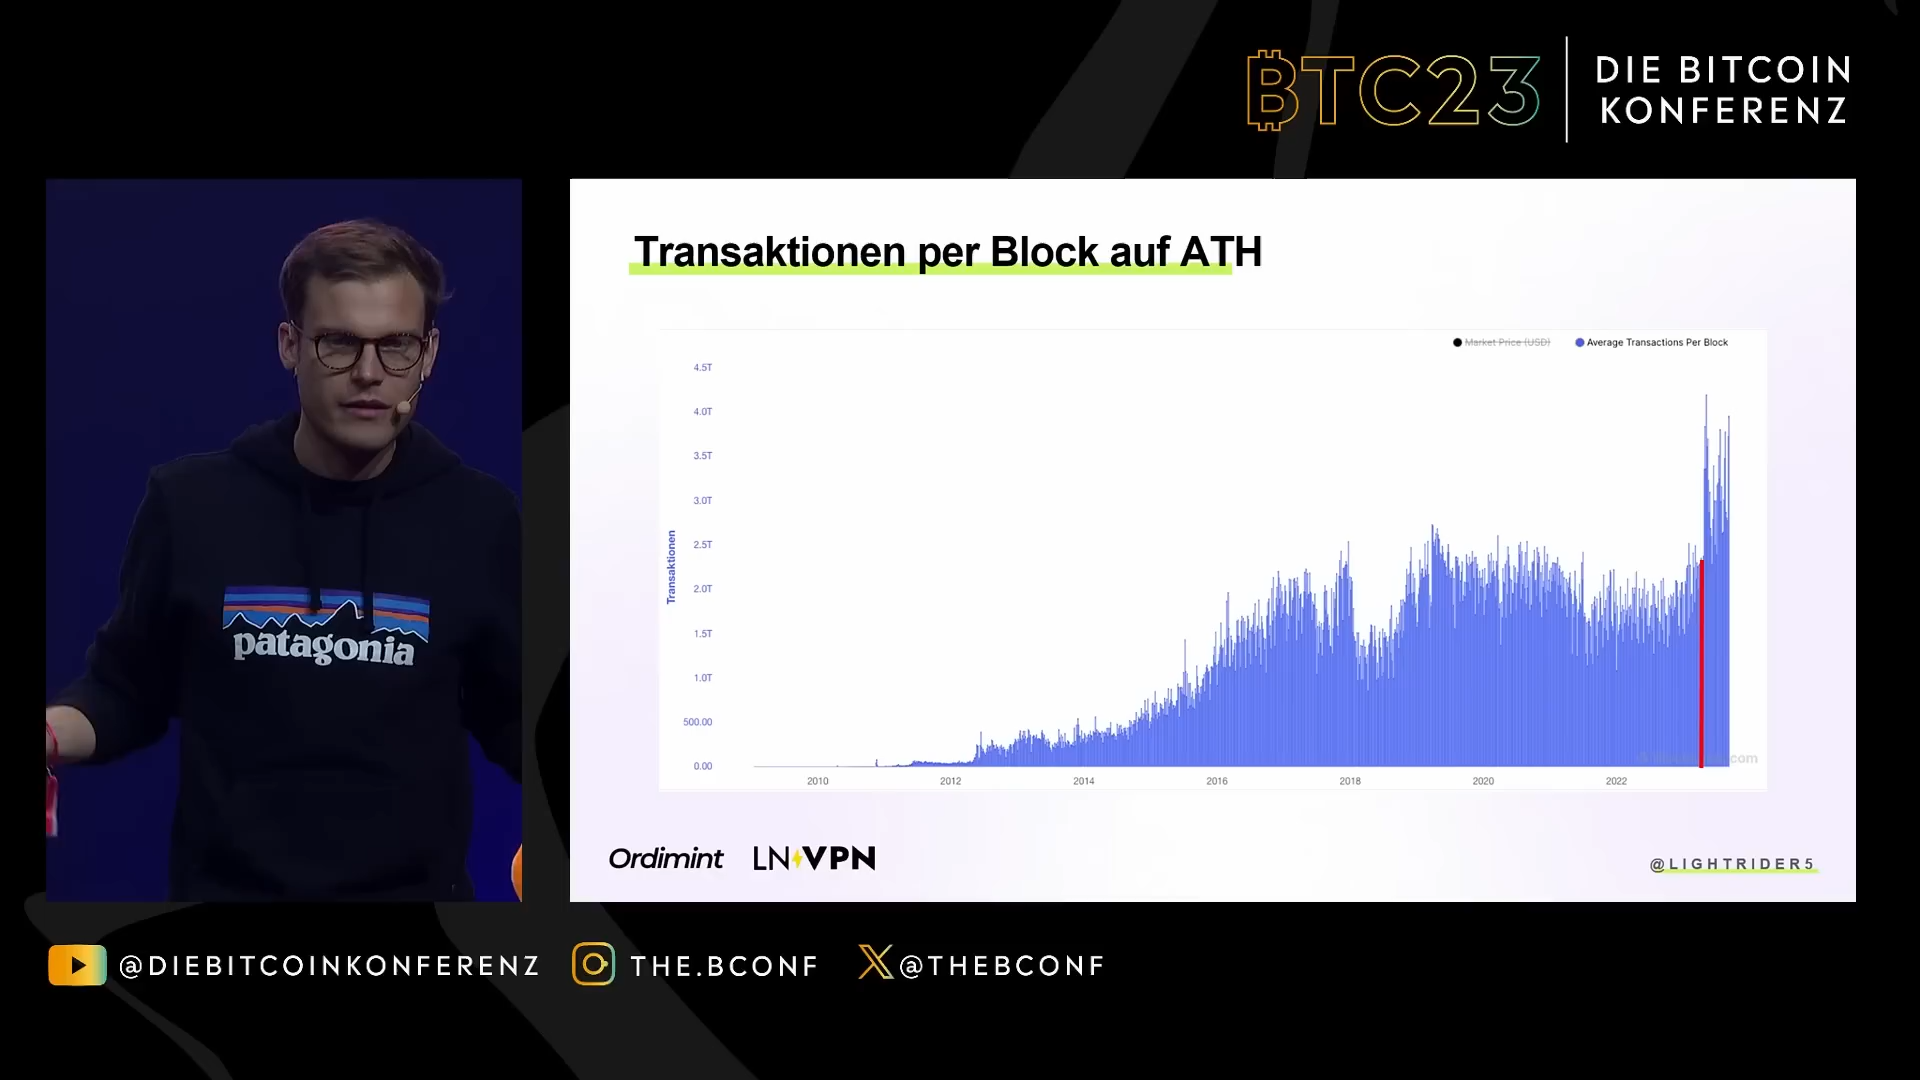 BTC23
DIE BITCOIN
KONFERENZ
Transaktionen per Block auf ATH
Market Price (USD)
Average Transactions Per Block
4.5T
4.0T
3.5T
3.0T
2.5T
2.0T
1.5T
1.0T
500.00
0.00
Transaktionen
2010
2012
2014
2016
2018
2020
2022
patagonia
Ordimint
LN VPN
@LIGHTRIDER5
@DIEBITCOINKONFERENZ
THE.BCONF
@THEBCONF